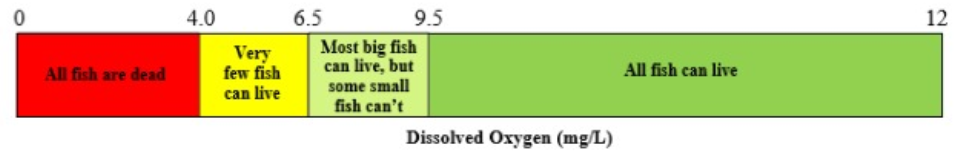 0 4.0 6.5 9.5 12
All fish are dead
Very
few fish
can live
Most big fish
can live, but
some small
fish can't
All fish can live
Dissolved Oxygen (mg/L)